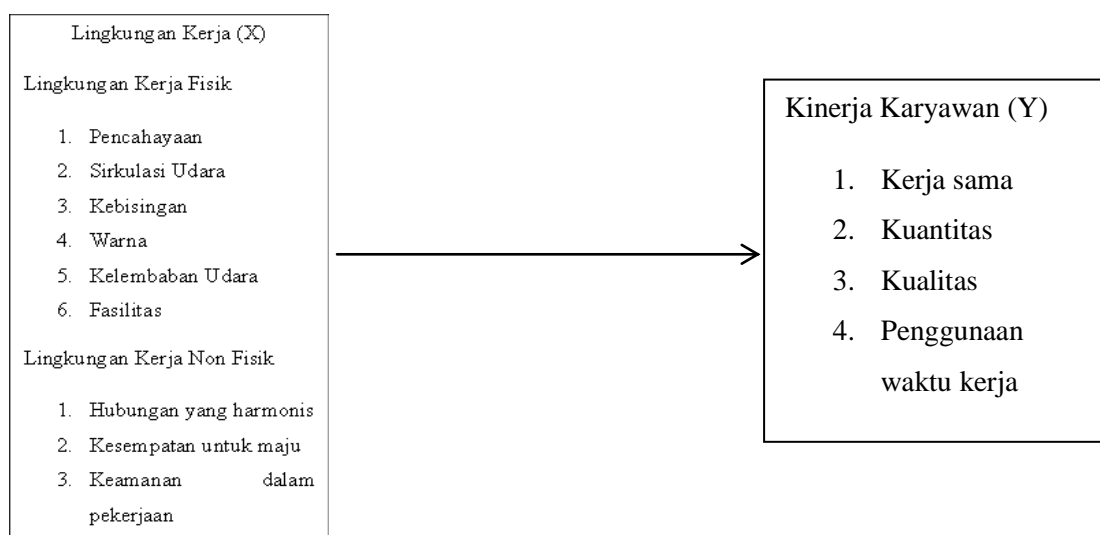 Lingkungan Kerja (X)
Lingkungan Kerja Fisik
1. Pencahayaan
2. Sirkulasi Udara
3. Kebisingan
4. Warna
5. Kelembaban Udara
6. Fasilitas
Lingkungan Kerja Non Fisik
1. Hubungan yang harmonis
2. Kesempatan untuk maju
3. Keamanan dalam
pekerjaan
Kinerja Karyawan (Y)
1. Kerja sama
2. Kuantitas
3. Kualitas
4. Penggunaan
waktu kerja